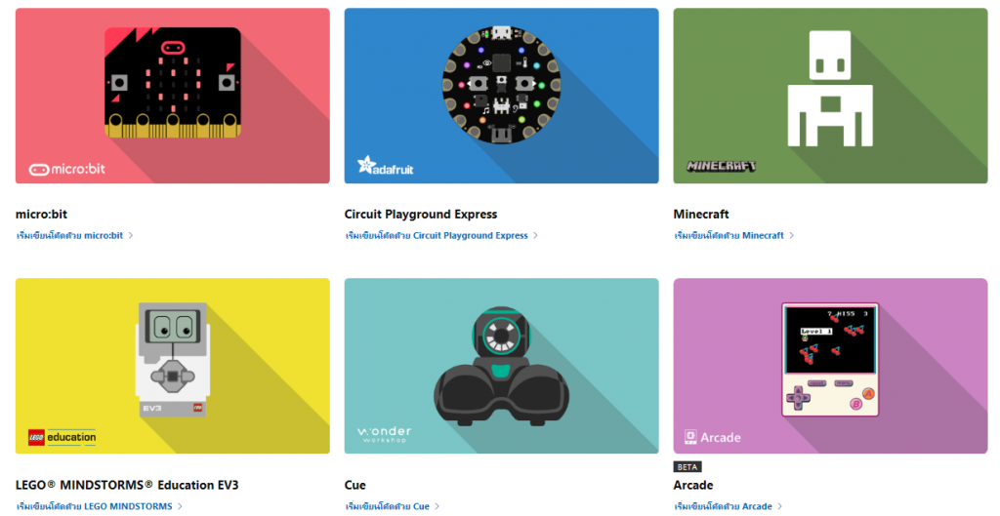 micro:bit
adafruit
MINECRAFT
micro:bit
Circuit Playground Express
Minecraft
เริ่มเขียนโค้ดด้วย micro:bit
เริ่มเขียนโค้ดด้วย Circuit Playground Express
เริ่มเขียนโค้ดด้วย Minecraft
MISS 3
Level 1
A
B
EV3
LEGO
LEGO education
wonder
workshop
Arcade
BETA
LEGO® MINDSTORMS® Education EV3
Cue
Arcade
เริ่มเขียนโค้ดด้วย LEGO MINDSTORMS
เริ่มเขียนโค้ดด้วย Cue
เริ่มเขียนโค้ดด้วย Arcade